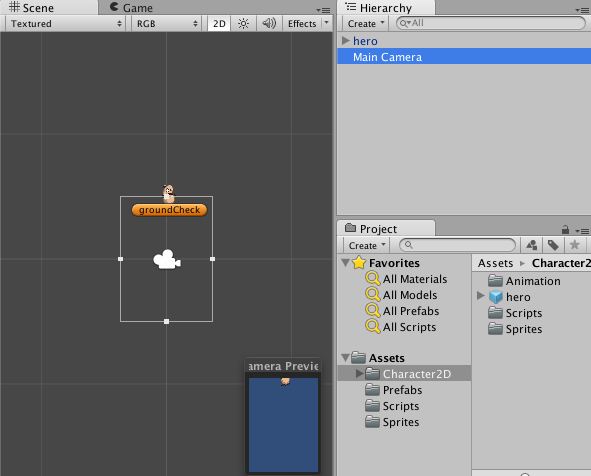 Scene
Game
Textured
RGB
2D
Effects
groundCheck
amera Previe
Hierarchy
Create
All
hero
Main Camera
Project
Create
Favorites
All Materials
All Models
All Prefabs
All Scripts
Assets
Character2D
Prefabs
Scripts
Sprites
Assets ▸ Character2
Animation
hero
Scripts
Sprites